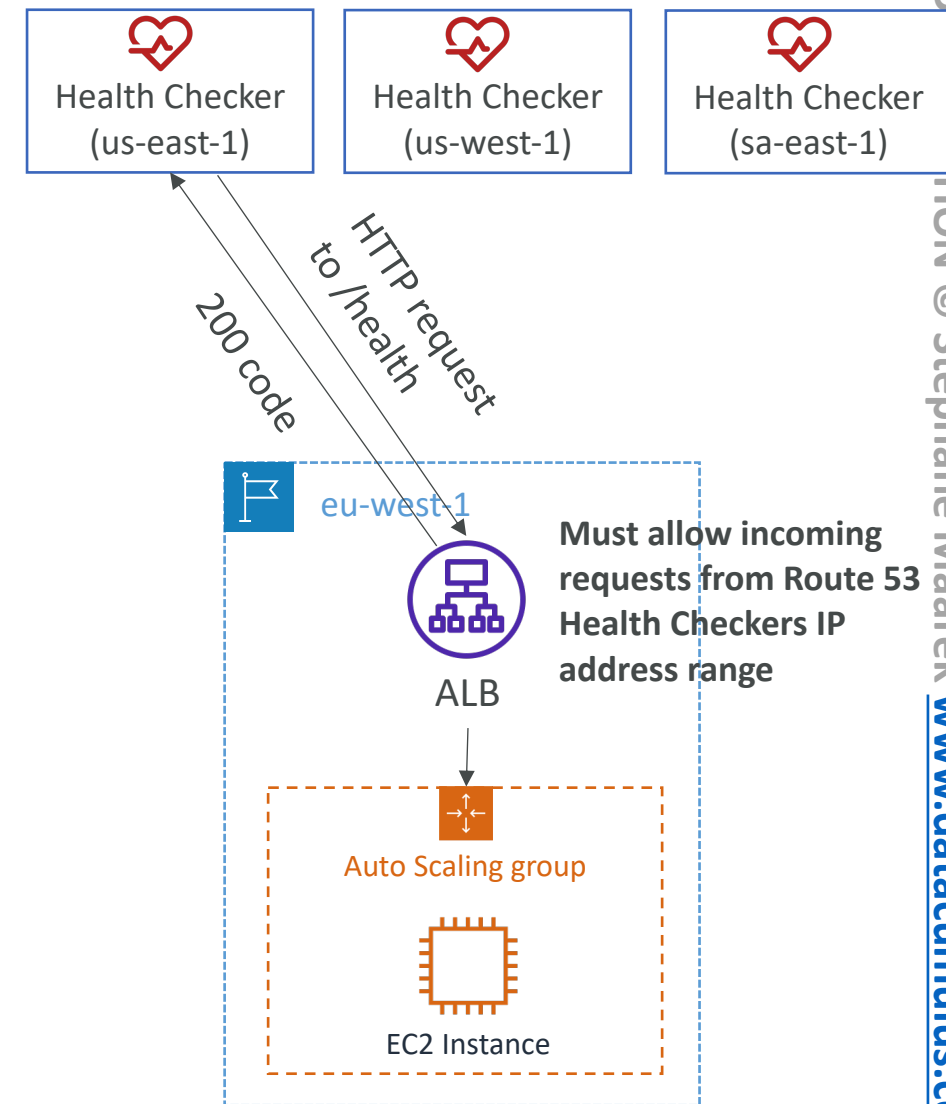 Health Checker
(us-east-1)
Health Checker
(us-west-1)
Health Checker
(sa-east-1)
HTTP request
to /health
200 code
eu-west-1
Must allow incoming
requests from Route 53
Health Checkers IP
address range
ALB
Auto Scaling group
EC2 Instance
© Stephane Maarek